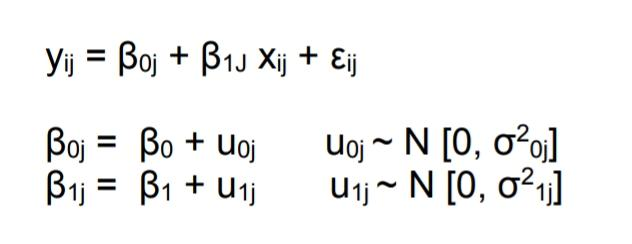 yij = β0j + β1J xij + εij
β0j = β0 + u0j u0j ~ N [0, σ²0j]
β1j = β1 + u1j u1j ~ N [0, σ²1j]